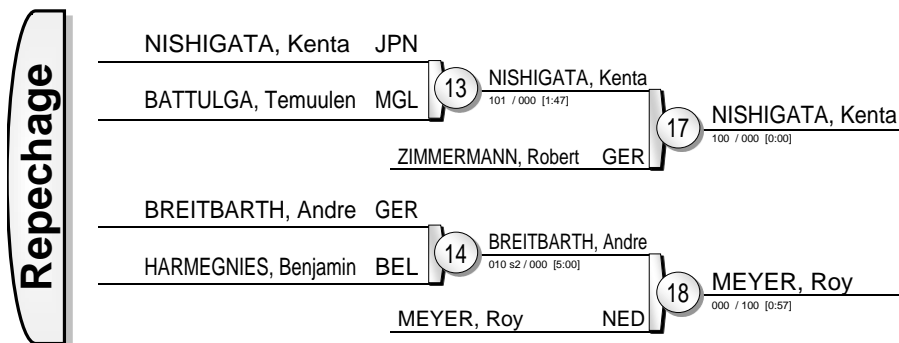 Repechage
NISHIGATA, Kenta JPN
BATTULGA, Temuulen MGL
13
NISHIGATA, Kenta
101 / 000 [1:47]
ZIMMERMANN, Robert GER
17
NISHIGATA, Kenta
100 / 000 [0:00]
BREITBARTH, Andre GER
HARMEGNIES, Benjamin BEL
14
BREITBARTH, Andre
010 s2 / 000 [5:00]
MEYER, Roy NED
18
MEYER, Roy
000 / 100 [0:57]